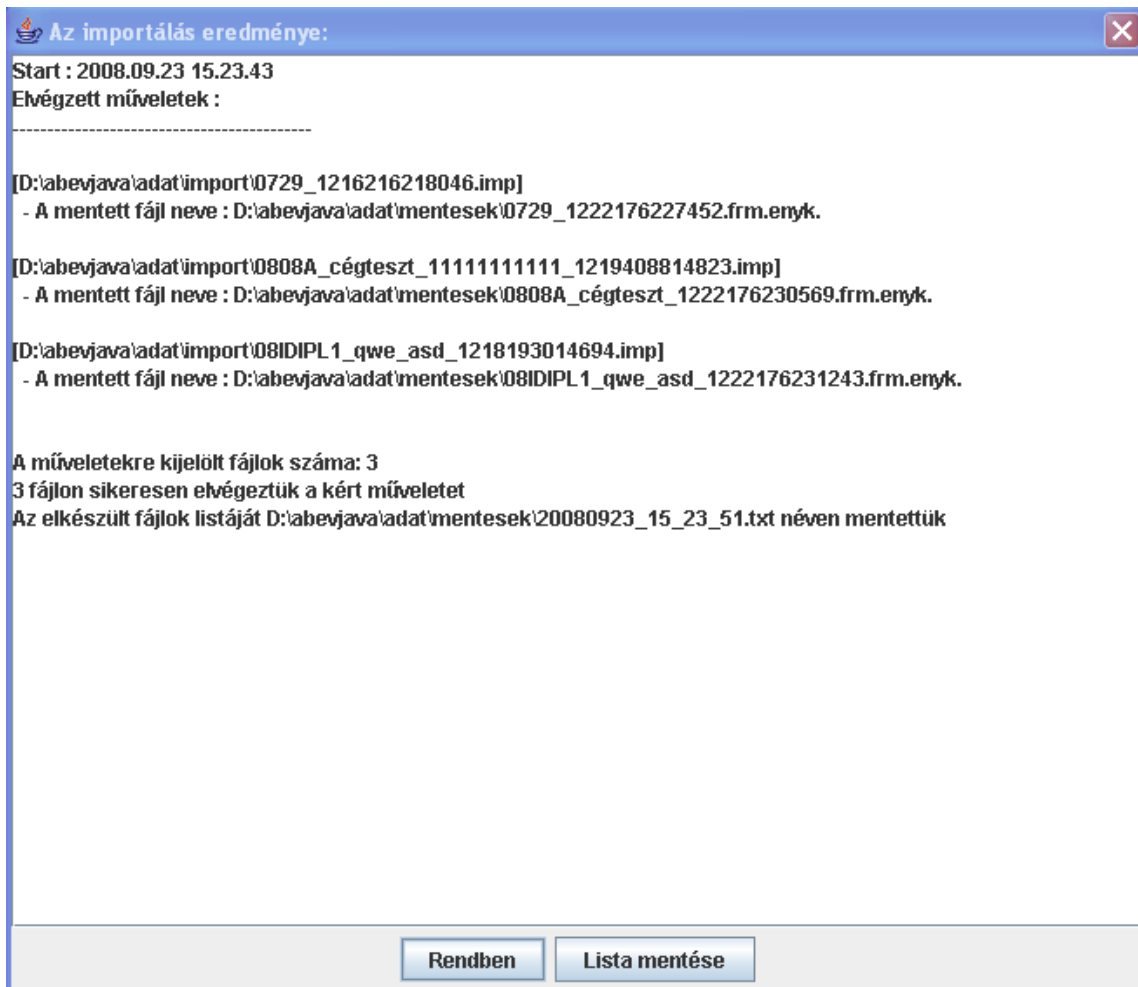 Az importálás eredménye:
Start : 2008.09.23 15.23.43
Elvégzett műveletek :
-------------------------------------------
[D:\abevjava\adat\import\0729_1216216218046.imp]
- A mentett fájl neve : D:\abevjava\adat\mentesek\0729_1222176227452.frm.enyk.
[D:\abevjava\adat\import\0808A_cégteszt_11111111111_1219408814823.imp]
- A mentett fájl neve : D:\abevjava\adat\mentesek\0808A_cégteszt_1222176230569.frm.enyk.
[D:\abevjava\adat\import\08IDIPL1_qwe_asd_1218193014694.imp]
- A mentett fájl neve : D:\abevjava\adat\mentesek\08IDIPL1_qwe_asd_1222176231243.frm.enyk.
A műveletekre kijelölt fájlok száma: 3
3 fájlon sikeresen elvégeztük a kért műveletet
Az elkészült fájlok listáját D:\abevjava\adat\mentesek\20080923_15_23_51.txt néven mentettük
Rendben Lista mentése